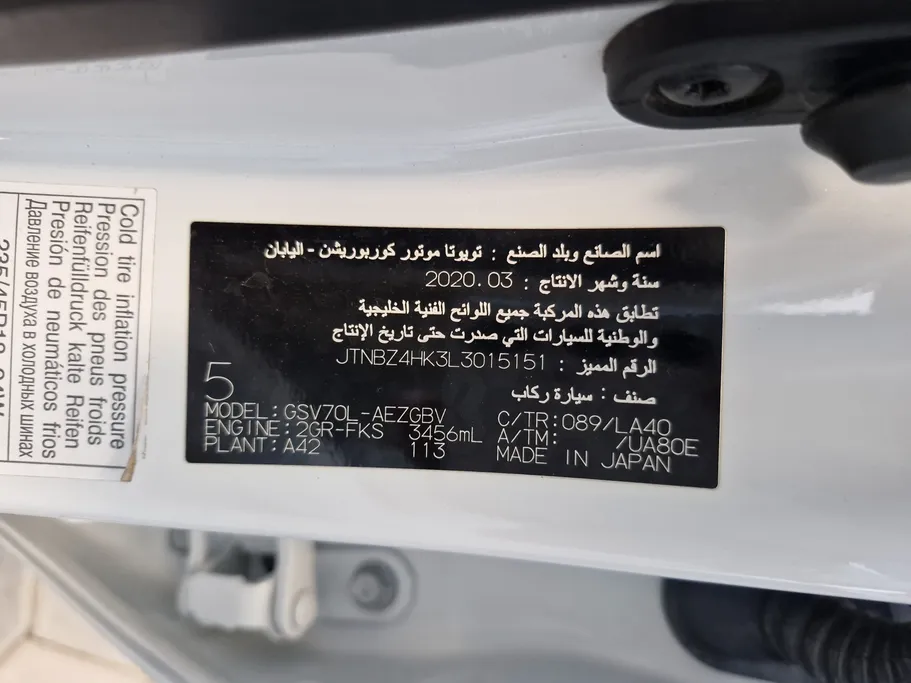 اسم الصانع وبلد الصنع : تويوتا موتور كوربوريشن - اليابان
سنة وشهر الانتاج : 2020.03
تطابق هذه المركبة جميع اللوائح الفنية الخليجية
والوطنية للسيارات التي صدرت حتى تاريخ الإنتاج
الرقم المميز : JTNBZ4HK3L3015151
صنف : سيارة ركاب
5
MODEL:GSV70L-AEZGBV C/TR:089/LA40
ENGINE:2GR-FKS 3456mL A/TM: /UA80E
PLANT:A42 113 MADE IN JAPAN
Cold tire inflation pressure
Pression des pneus froids
Reifenfülldruck kalte Reifen
Presión de neumáticos frios
Давление воздуха в холодных шинах